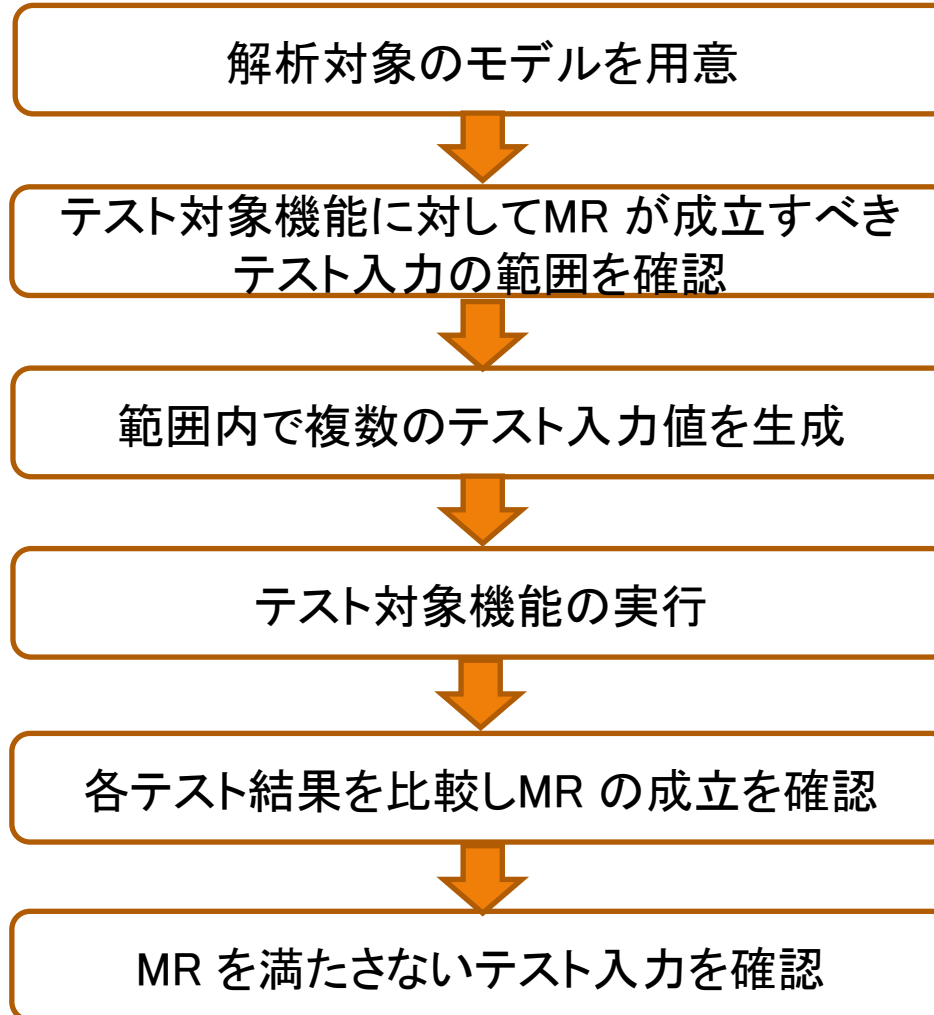 解析対象のモデルを用意
テスト対象機能に対してMR が成立すべき
テスト入力の範囲を確認
範囲内で複数のテスト入力値を生成
テスト対象機能の実行
各テスト結果を比較しMR の成立を確認
MR を満たさないテスト入力を確認